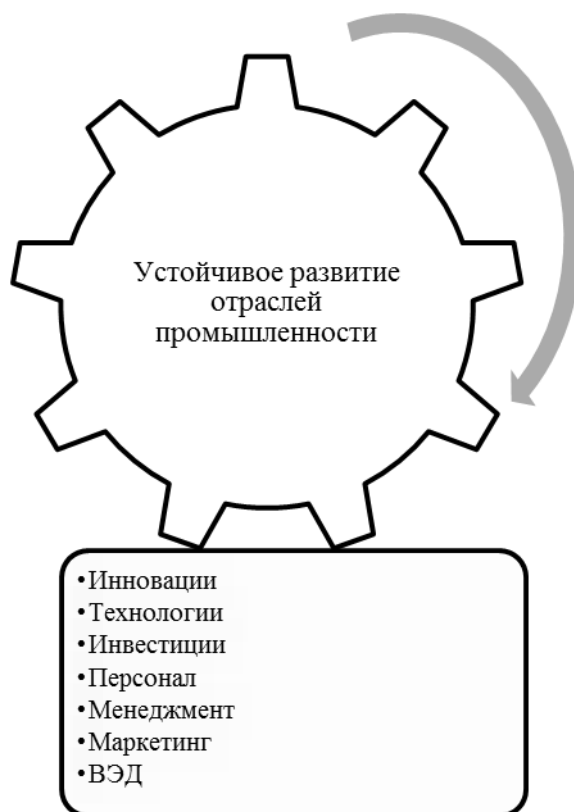 Устойчивое развитие
отраслей
промышленности
•Инновации
•Технологии
•Инвестиции
•Персонал
•Менеджмент
•Маркетинг
•ВЭД